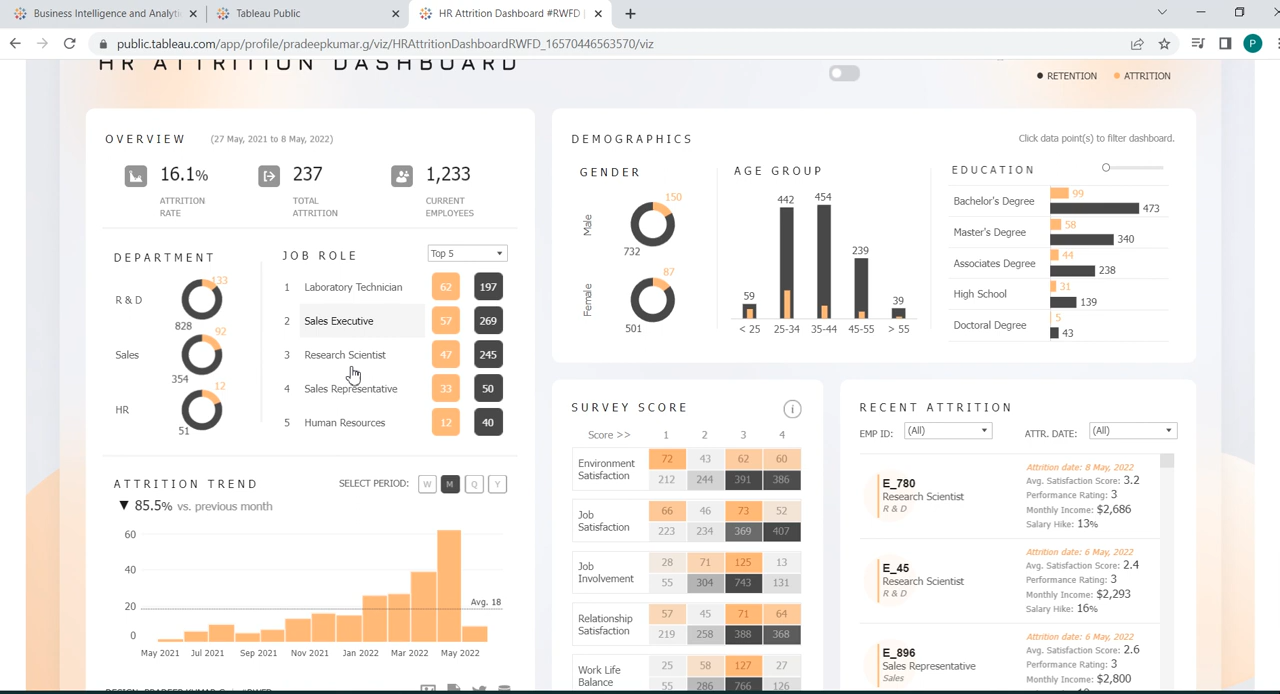 Business Intelligence and Analyti
Tableau Public
HR Attrition Dashboard #RWFD |
public.tableau.com/app/profile/pradeepkumar.g/viz/HRAttritionDashboardRWFD_16570446563570/viz
P
HR ATTRITION DASHBOARD
RETENTION ATTRITION
OVERVIEW (27 May, 2021 to 8 May, 2022)
16.1% 237 1,233
ATTRITION RATE TOTAL ATTRITION CURRENT EMPLOYEES
DEPARTMENT
R & D 133 828
Sales 92 354
HR 12 51
JOB ROLE Top 5
1 Laboratory Technician 62 197
2 Sales Executive 57 269
3 Research Scientist 47 245
4 Sales Representative 33 50
5 Human Resources 12 40
ATTRITION TREND SELECT PERIOD: W M Q Y
▼ 85.5% vs. previous month
60
40
20
0
Avg. 18
May 2021 Jul 2021 Sep 2021 Nov 2021 Jan 2022 Mar 2022 May 2022
DEMOGRAPHICS Click data point(s) to filter dashboard.
GENDER
Male 150 732
Female 87 501
AGE GROUP
59 442 454 239 39
< 25 25-34 35-44 45-55 > 55
EDUCATION
Bachelor's Degree 99 473
Master's Degree 58 340
Associates Degree 44 238
High School 31 139
Doctoral Degree 5 43
SURVEY SCORE i
Score >> 1 2 3 4
Environment Satisfaction
72 43 62 60
212 244 391 386
Job Satisfaction
66 46 73 52
223 234 369 407
Job Involvement
28 71 125 13
55 304 743 131
Relationship Satisfaction
57 45 71 64
219 258 388 368
Work Life Balance
25 58 127 27
55 286 766 126
RECENT ATTRITION
EMP ID: (All) ATTR. DATE: (All)
E_780
Research Scientist
R & D
Attrition date: 8 May, 2022
Avg. Satisfaction Score: 3.2
Performance Rating: 3
Monthly Income: $2,686
Salary Hike: 13%
E_45
Research Scientist
R & D
Attrition date: 6 May, 2022
Avg. Satisfaction Score: 2.4
Performance Rating: 3
Monthly Income: $2,293
Salary Hike: 16%
E_896
Sales Representative
Sales
Attrition date: 6 May, 2022
Avg. Satisfaction Score: 2.6
Performance Rating: 3
Monthly Income: $2,800